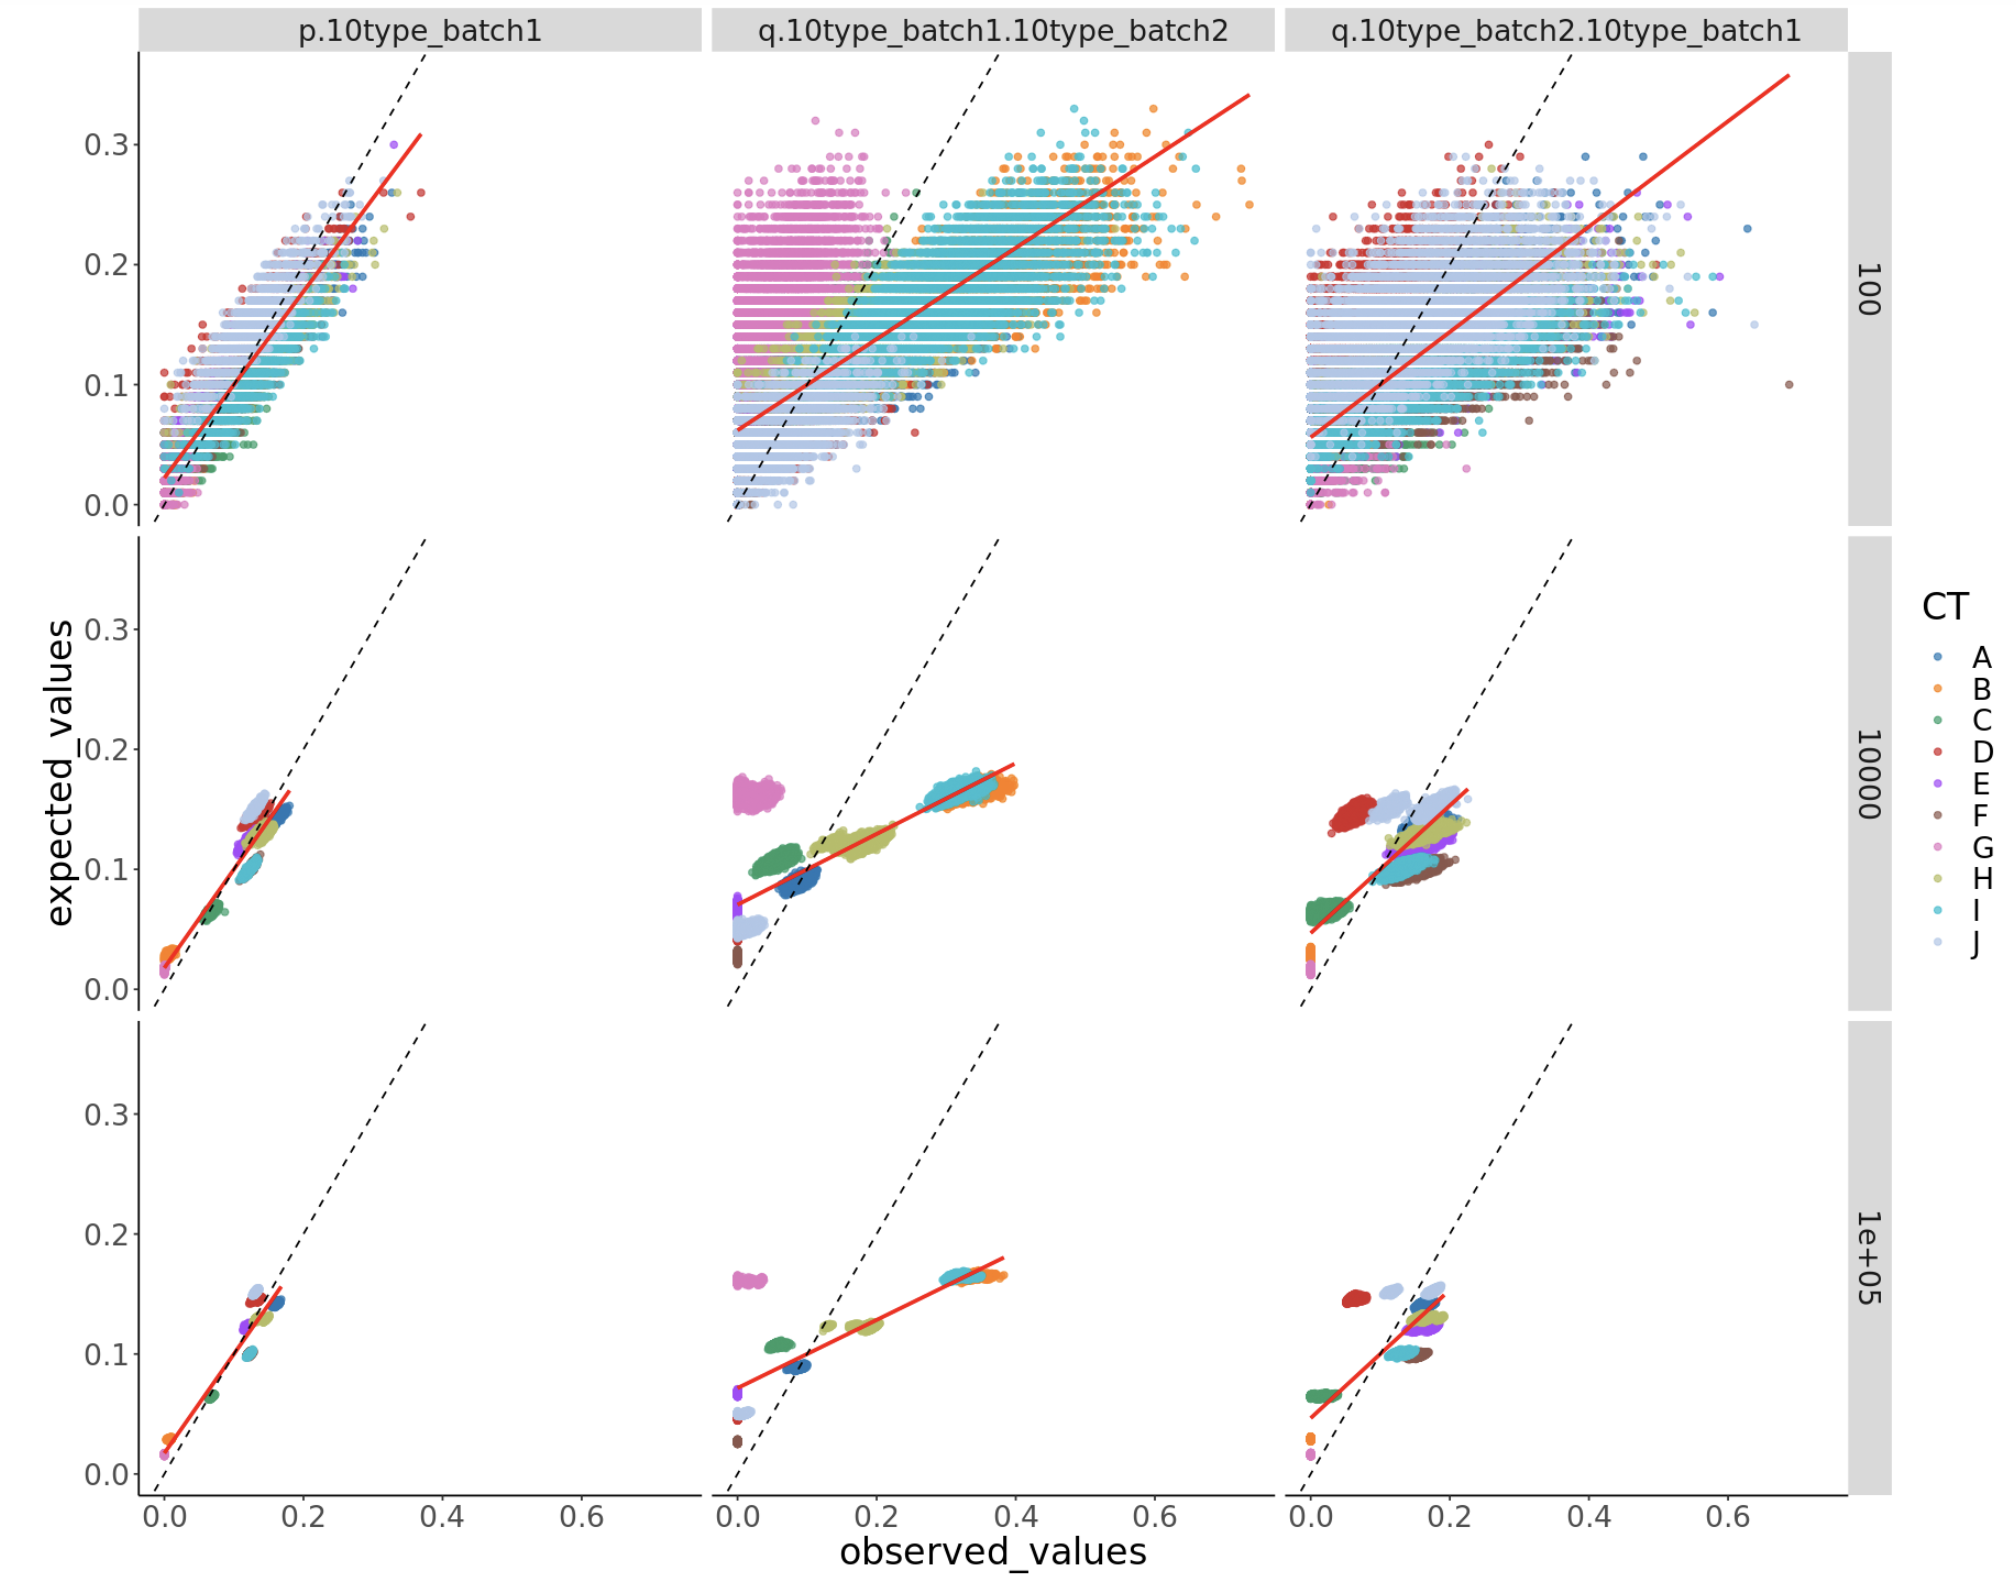 p.10type_batch1
q.10type_batch1.10type_batch2
q.10type_batch2.10type_batch1
0.3
0.2
0.1
0.0
100
0.3
0.2
0.1
0.0
10000
0.3
0.2
0.1
0.0
1e+05
expected_values
0.0 0.2 0.4 0.6
0.0 0.2 0.4 0.6
0.0 0.2 0.4 0.6
observed_values
CT
A
B
C
D
E
F
G
H
I
J